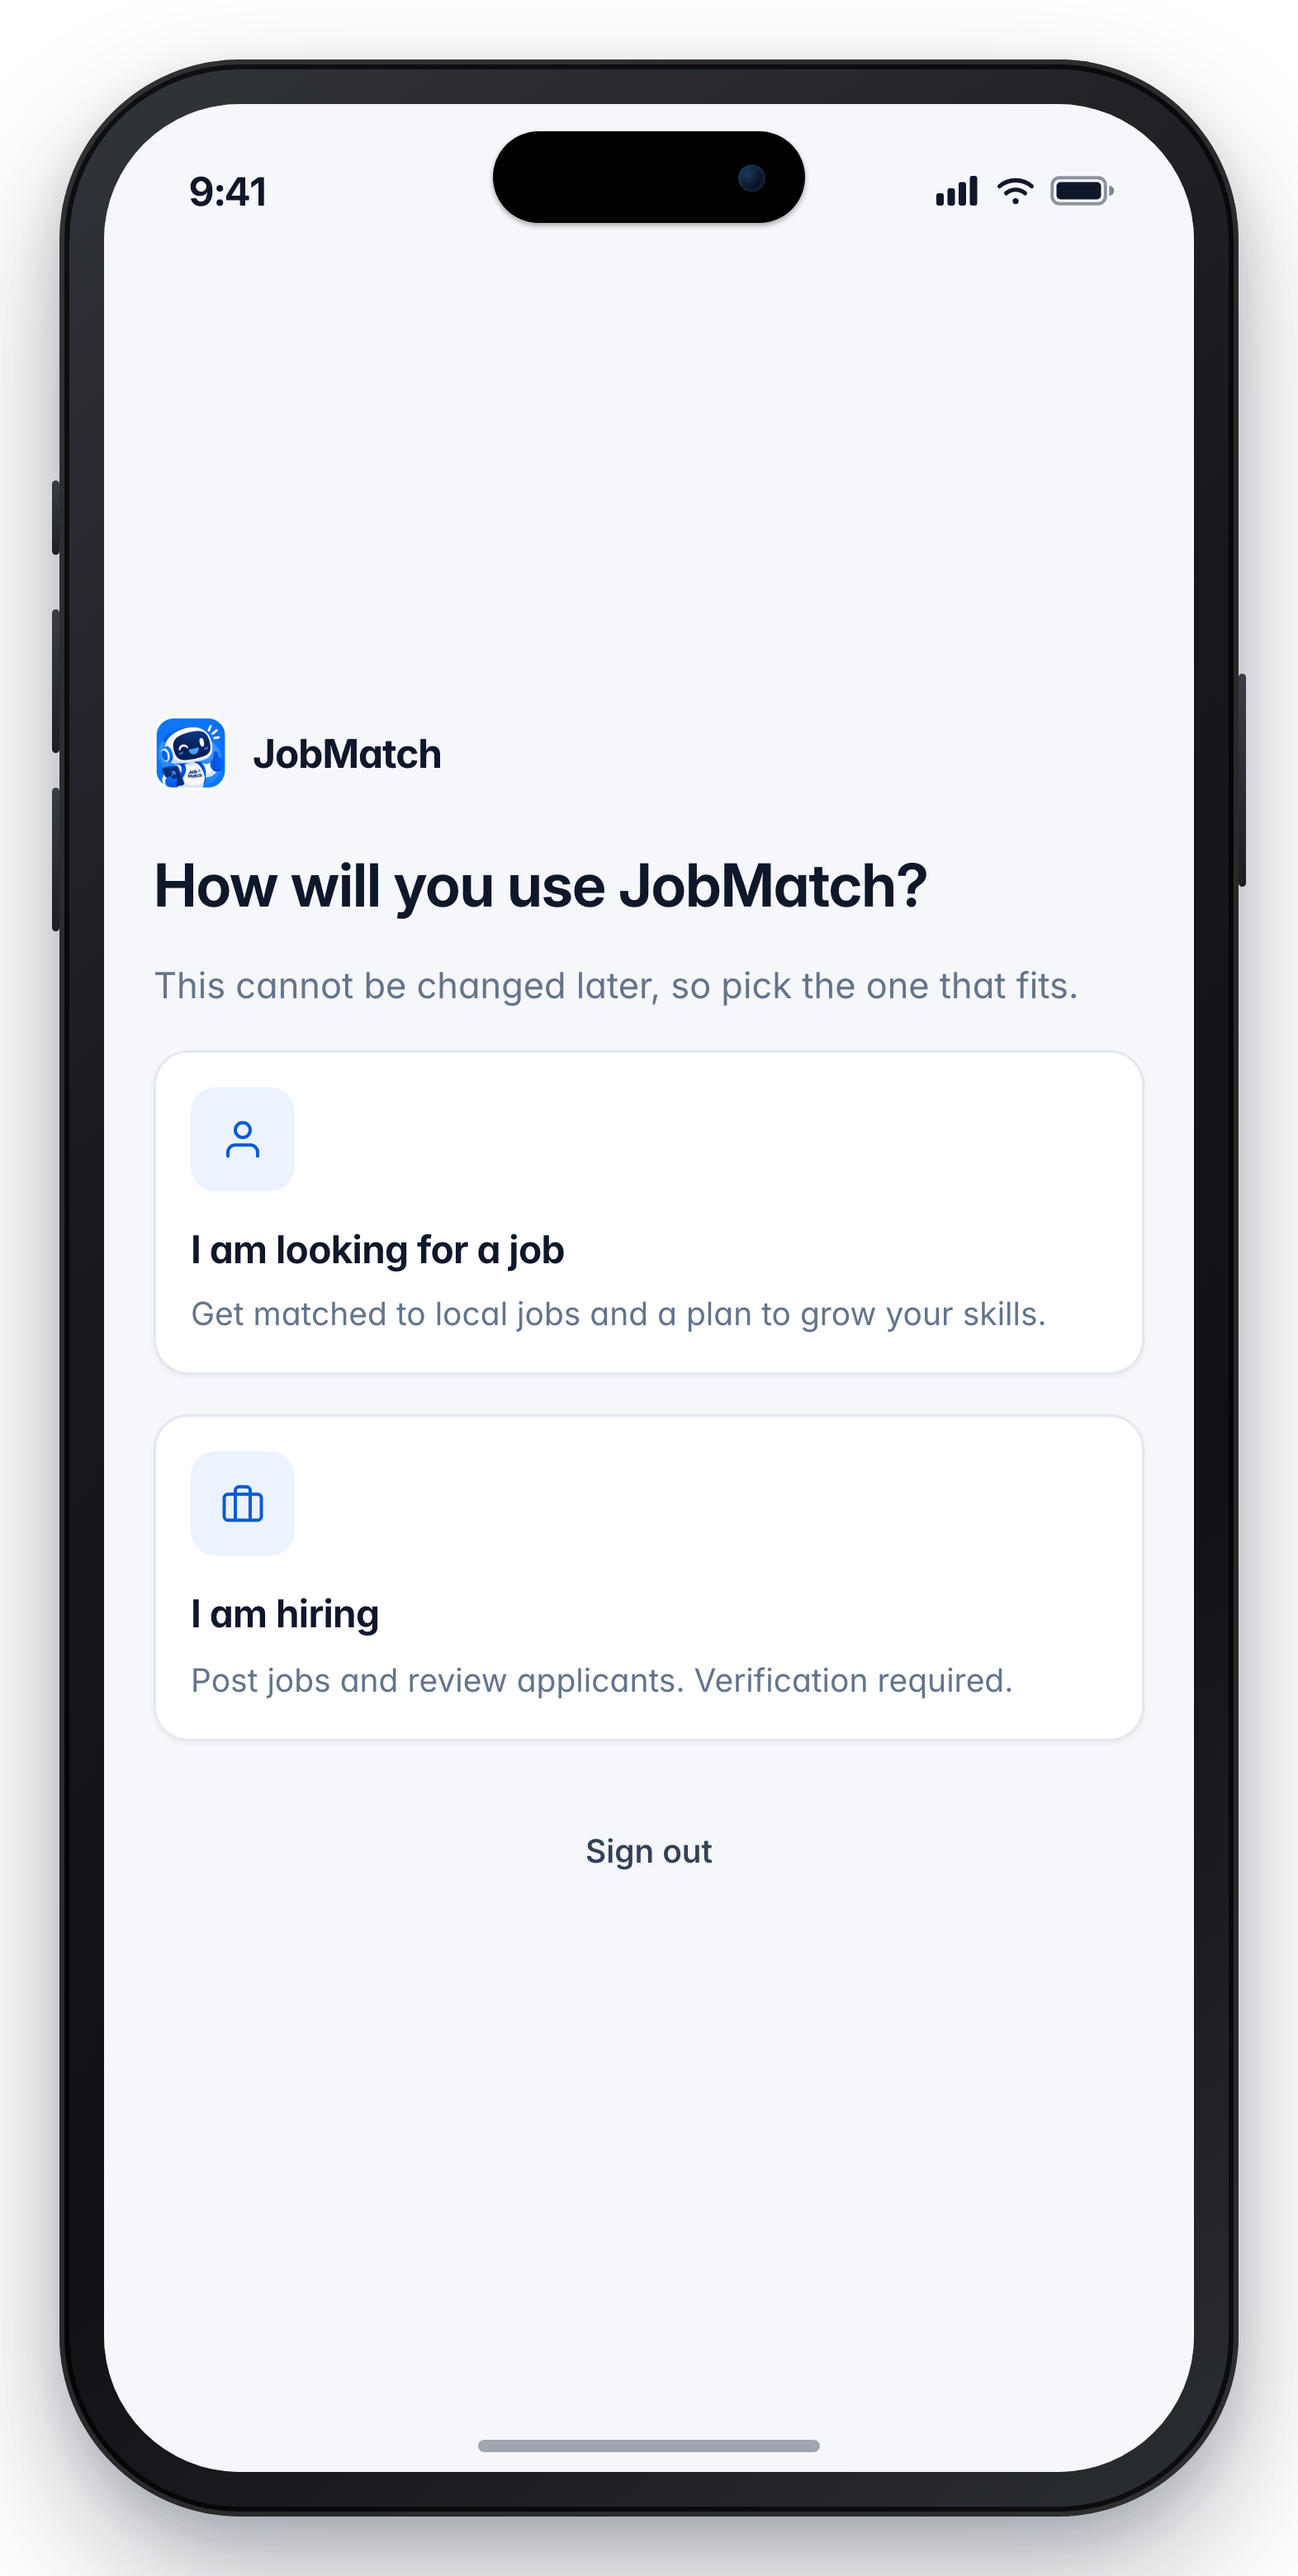 9:41
JobMatch
How will you use JobMatch?
This cannot be changed later, so pick the one that fits.
I am looking for a job
Get matched to local jobs and a plan to grow your skills.
I am hiring
Post jobs and review applicants. Verification required.
Sign out